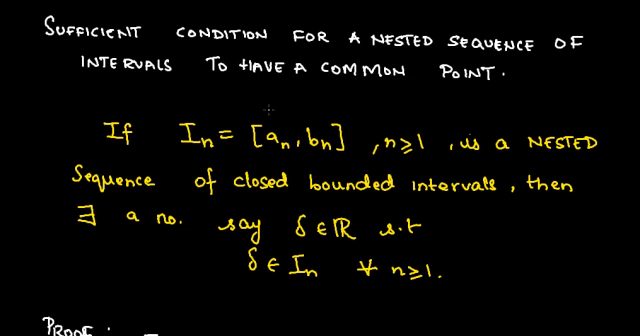 SUFFICIENT CONDITION FOR A NESTED SEQUENCE OF
INTERVALS TO HAVE A COMMON POINT.
If Iₙ = [aₙ, bₙ] , n≥1 , is a NESTED
Sequence of closed bounded intervals, then
∃ a no. say δ ∈ ℝ s.t
δ ∈ Iₙ ∀ n≥1.
PROOF :